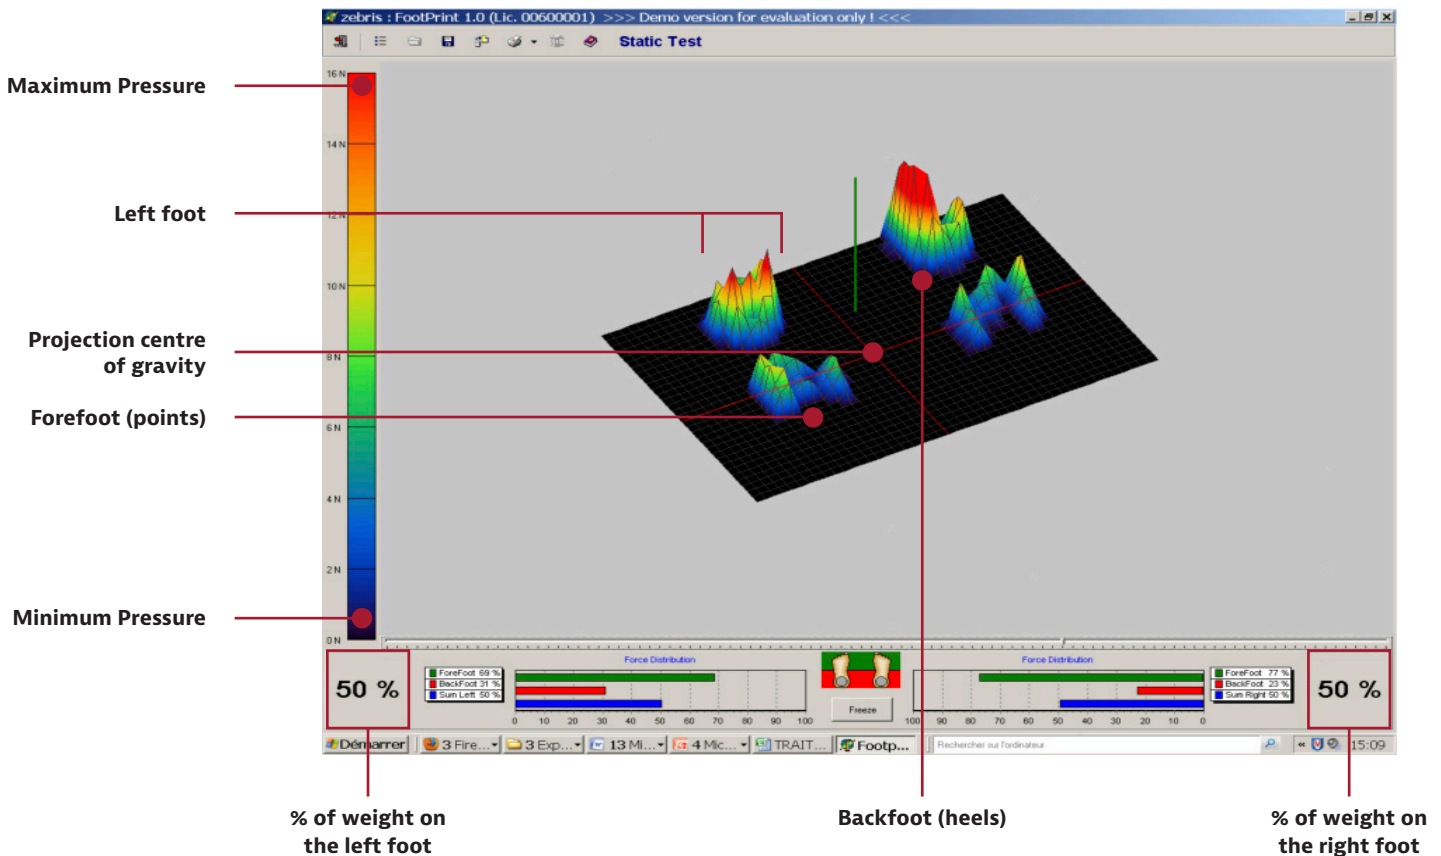 zebris : FootPrint 1.0 (Lic. 00600001) >>> Demo version for evaluation only ! <<<
Static Test
Maximum Pressure
Left foot
Projection centre
of gravity
Forefoot (points)
Minimum Pressure
16 N
14 N
12 N
10 N
8 N
6 N
4 N
2 N
0 N
50 %
ForeFoot 69 %
BackFoot 31 %
Sum Left 50 %
Force Distribution
0 10 20 30 40 50 60 70 80 90 100
Freeze
Force Distribution
100 90 80 70 60 50 40 30 20 10 0
ForeFoot 77 %
BackFoot 23 %
Sum Right 50 %
50 %
Démarrer
3 Fire...
3 Exp...
13 Mi...
4 Mic...
TRAIT...
Footp...
Rechercher sur l'ordinateur
«
15:09
% of weight on
the left foot
Backfoot (heels)
% of weight on
the right foot